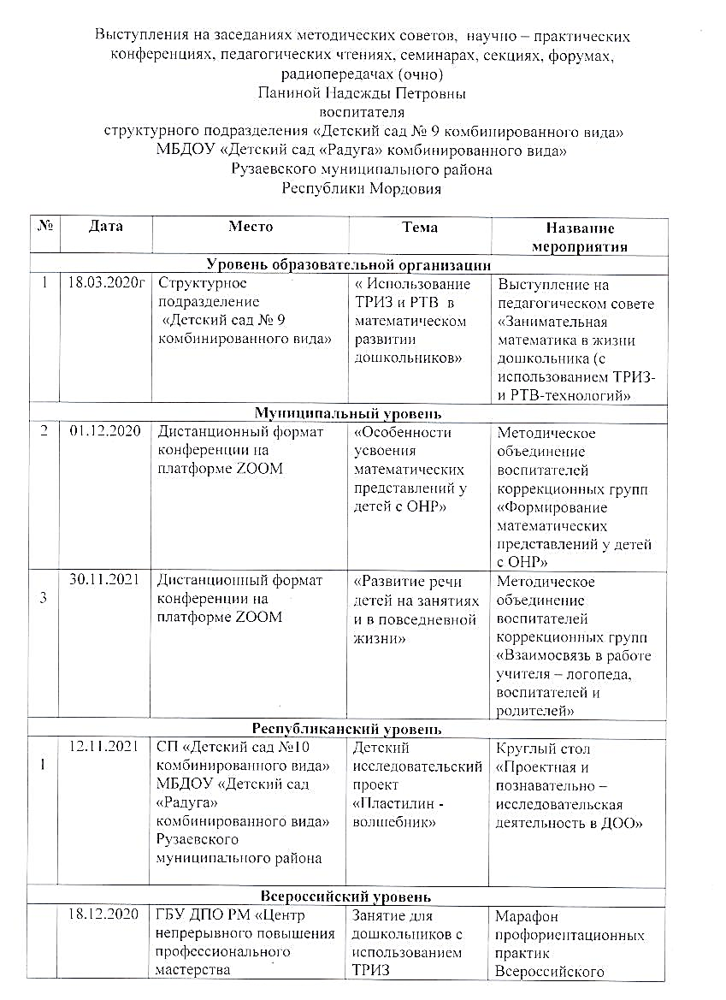 Выступления на заседаниях методических советов, научно – практических
конференциях, педагогических чтениях, семинарах, секциях, форумах,
радиопередачах (очно)
Паниной Надежды Петровны
воспитателя
структурного подразделения «Детский сад № 9 комбинированного вида»
МБДОУ «Детский сад «Радуга» комбинированного вида»
Рузаевского муниципального района
Республики Мордовия
№ Дата Место Тема Название
мероприятия
Уровень образовательной организации
1 18.03.2020г Структурное
подразделение
«Детский сад № 9
комбинированного вида»
« Использование
ТРИЗ и РТВ в
математическом
развитии
дошкольников»
Выступление на
педагогическом совете
«Занимательная
математика в жизни
дошкольника (с
использованием ТРИЗ-
и РТВ-технологий»
Муниципальный уровень
2 01.12.2020 Дистанционный формат
конференции на
платформе ZOOM
«Особенности
усвоения
математических
представлений у
детей с ОНР»
Методическое
объединение
воспитателей
коррекционных групп
«Формирование
математических
представлений у детей
с ОНР»
3 30.11.2021 Дистанционный формат
конференции на
платформе ZOOM
«Развитие речи
детей на занятиях
и в повседневной
жизни»
Методическое
объединение
воспитателей
коррекционных групп
«Взаимосвязь в работе
учителя – логопеда,
воспитателей и
родителей»
Республиканский уровень
1 12.11.2021 СП «Детский сад №10
комбинированного вида»
МБДОУ «Детский сад
«Радуга»
комбинированного вида»
Рузаевского
муниципального района
Детский
исследовательский
проект
«Пластилин -
волшебник»
Круглый стол
«Проектная и
познавательно –
исследовательская
деятельность в ДОО»
Всероссийский уровень
18.12.2020 ГБУ ДПО РМ «Центр
непрерывного повышения
профессионального
мастерства
Занятие для
дошкольников с
использованием
ТРИЗ
Марафон
профориентационных
практик
Всероссийского